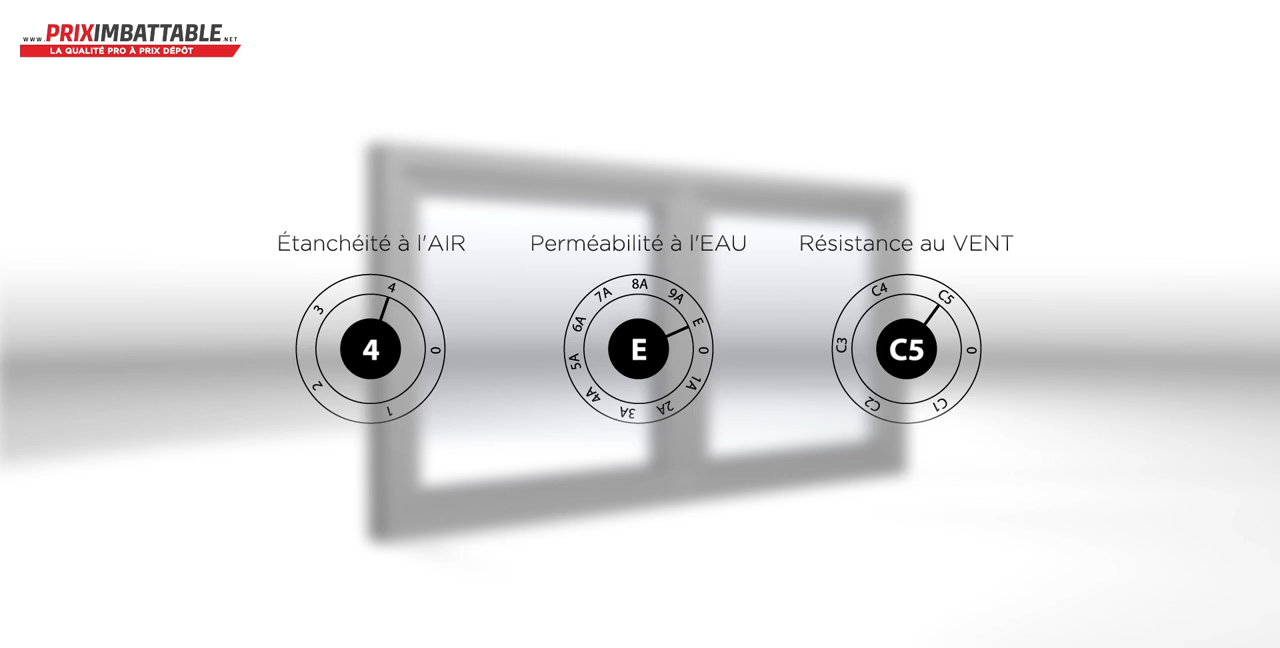 www.PRIXIMBATTABLE.NET
LA QUALITÉ PRO À PRIX DÉPÔT
Étanchéité à l'AIR
4
0
1
2
3
4
Perméabilité à l'EAU
E
0
1A
2A
3A
4A
5A
6A
7A
8A
9A
E
Résistance au VENT
C5
0
C1
C2
C3
C4
C5